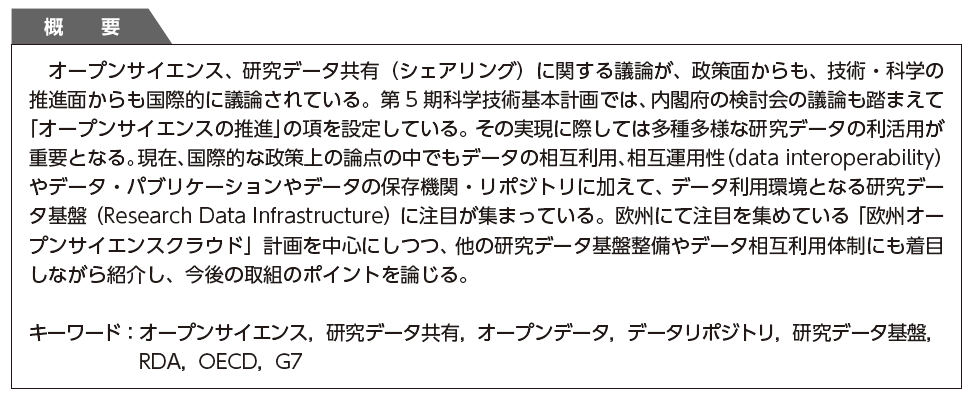 概　要
オープンサイエンス、研究データ共有（シェアリング）に関する議論が、政策面からも、技術・科学の
推進面からも国際的に議論されている。第５期科学技術基本計画では、内閣府の検討会の議論も踏まえて
「オープンサイエンスの推進」の項を設定している。その実現に際しては多種多様な研究データの利活用が
重要となる。現在、国際的な政策上の論点の中でもデータの相互利用、相互運用性（data interoperability）
やデータ・パブリケーションやデータの保存機関・リポジトリに加えて、データ利用環境となる研究デー
タ基盤（Research Data Infrastructure）に注目が集まっている。欧州にて注目を集めている「欧州オー
プンサイエンスクラウド」計画を中心にしつつ、他の研究データ基盤整備やデータ相互利用体制にも着目
しながら紹介し、今後の取組のポイントを論じる。
キーワード：オープンサイエンス，研究データ共有，オープンデータ，データリポジトリ，研究データ基盤，
RDA，OECD，G7